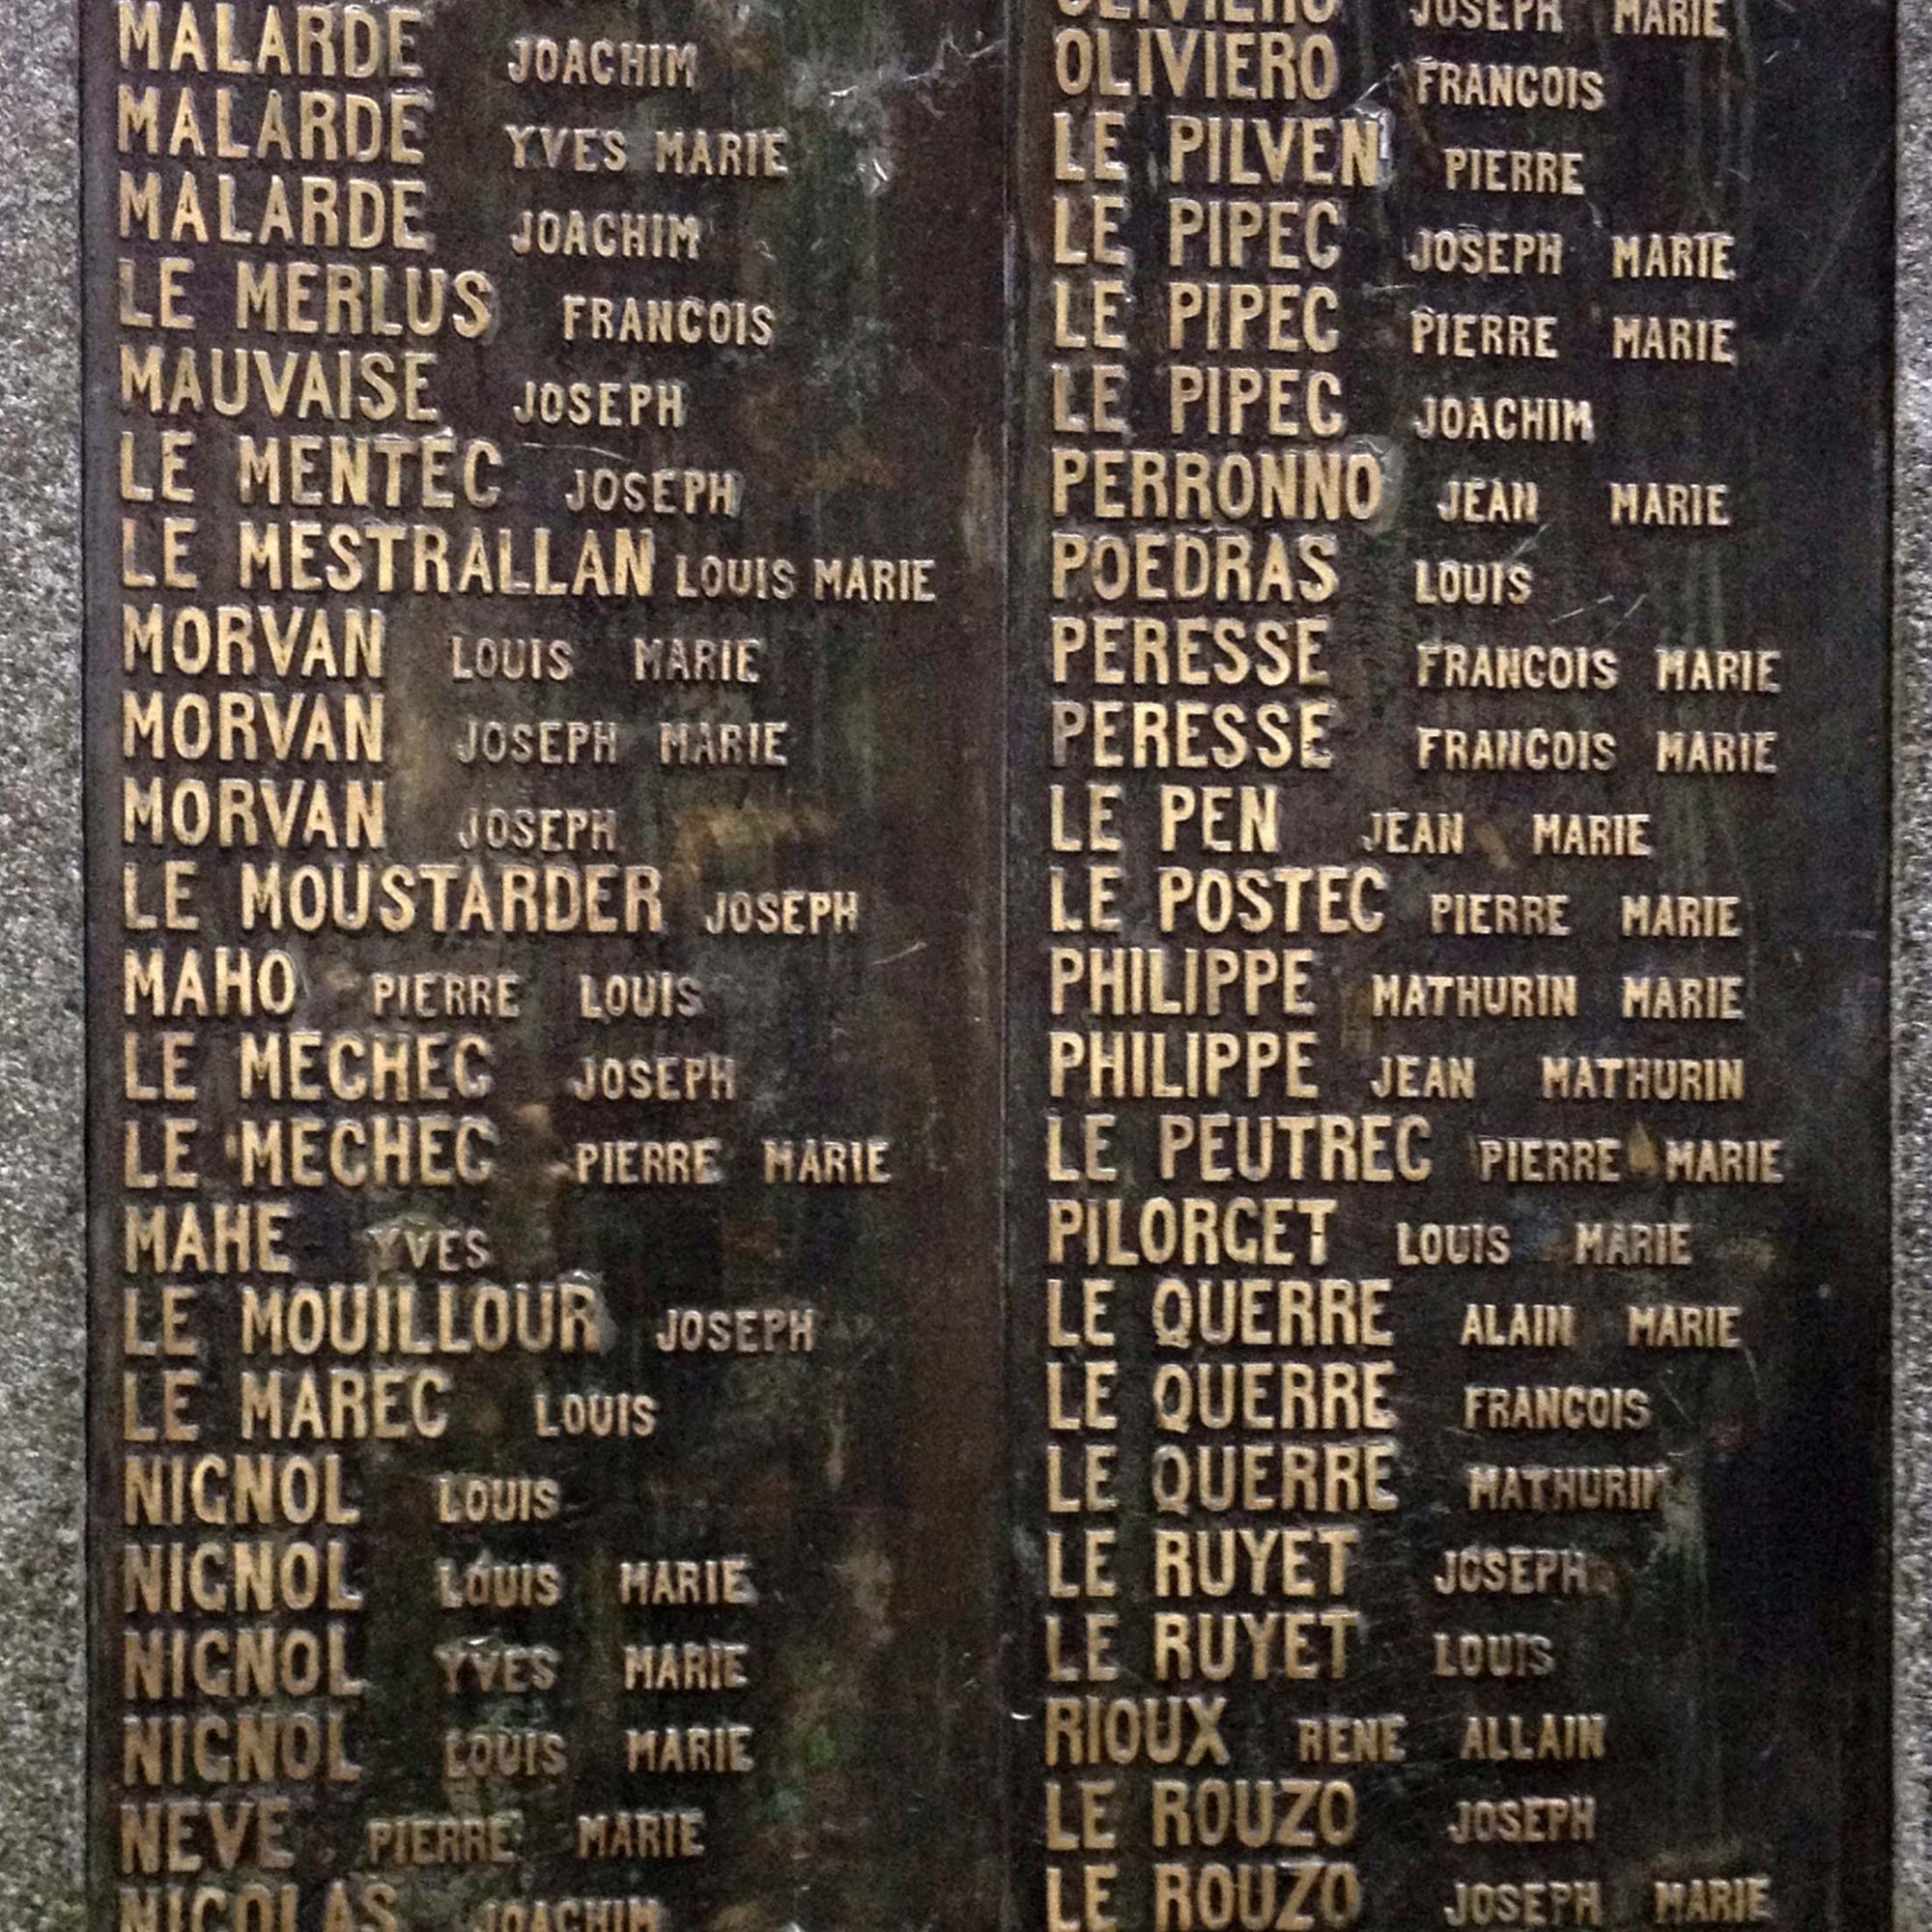 MALARDE JOACHIM
MALARDE YVES MARIE
MALARDE JOACHIM
LE MERLUS FRANCOIS
MAUVAISE JOSEPH
LE MENTEC JOSEPH
LE MESTRALLAN LOUIS MARIE
MORVAN LOUIS MARIE
MORVAN JOSEPH MARIE
MORVAN JOSEPH
LE MOUSTARDER JOSEPH
MAHO PIERRE LOUIS
LE MECHEC JOSEPH
LE MECHEC PIERRE MARIE
MAHE YVES
LE MOUILLOUR JOSEPH
LE MAREC LOUIS
NIGNOL LOUIS
NIGNOL LOUIS MARIE
NIGNOL YVES MARIE
NIGNOL LOUIS MARIE
NEVE PIERRE MARIE
NICOLAS JOACHIM
OLIVIERO JOSEPH MARIE
OLIVIERO FRANCOIS
LE PILVEN PIERRE
LE PIPEC JOSEPH MARIE
LE PIPEC PIERRE MARIE
LE PIPEC JOACHIM
PERRONNO JEAN MARIE
POEDRAS LOUIS
PERESSE FRANCOIS MARIE
PERESSE FRANCOIS MARIE
LE PEN JEAN MARIE
LE POSTEC PIERRE MARIE
PHILIPPE MATHURIN MARIE
PHILIPPE JEAN MATHURIN
LE PEUTREC PIERRE MARIE
PILORGET LOUIS MARIE
LE QUERRE ALAIN MARIE
LE QUERRE FRANCOIS
LE QUERRE MATHURIN
LE RUYET JOSEPH
LE RUYET LOUIS
RIOUX RENE ALLAIN
LE ROUZO JOSEPH
LE ROUZO JOSEPH MARIE